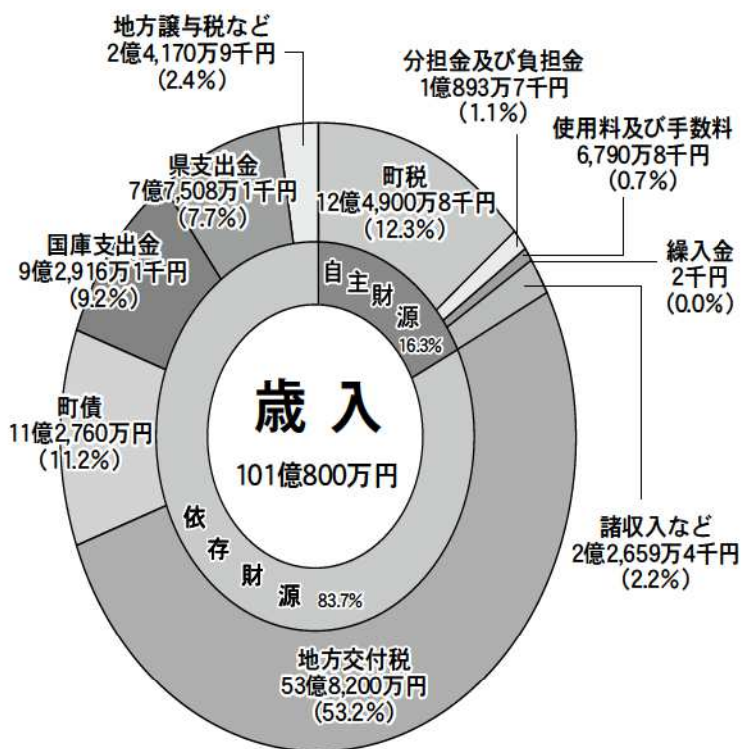 地方譲与税など
2億4,170万9千円
(2.4%)
分担金及び負担金
1億893万7千円
(1.1%)
使用料及び手数料
6,790万8千円
(0.7%)
県支出金
7億7,508万1千円
(7.7%)
町税
12億4,900万8千円
(12.3%)
繰入金
2千円
(0.0%)
国庫支出金
9億2,916万1千円
(9.2%)
自主財源
16.3%
歳入
101億800万円
町債
11億2,760万円
(11.2%)
諸収入など
2億2,659万4千円
(2.2%)
依存財源 83.7%
地方交付税
53億8,200万円
(53.2%)